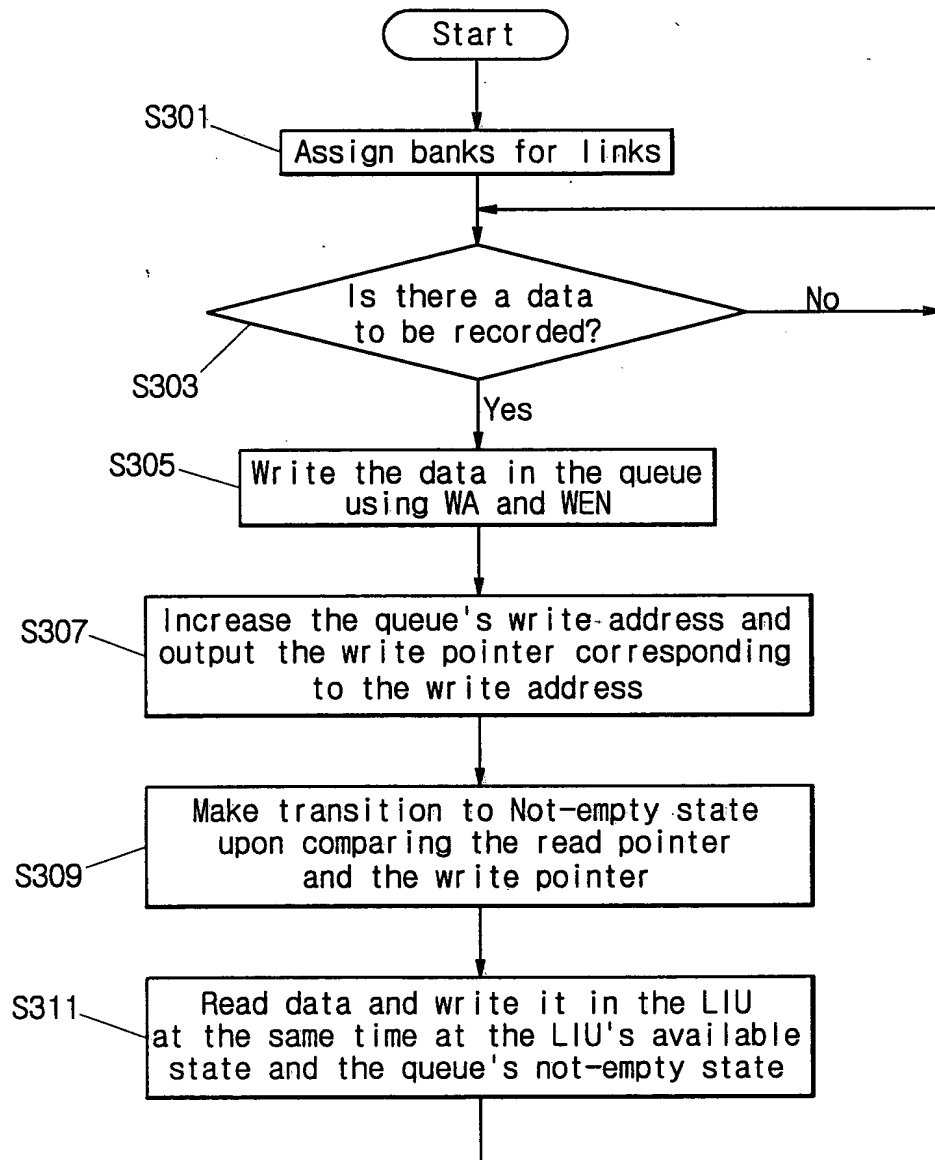 Start
S301
Assign banks for links
Is there a data
to be recorded?
No
S303
Yes
S305
Write the data in the queue
using WA and WEN
S307
Increase the queue's write address and
output the write pointer corresponding
to the write address
Make transition to Not-empty state
upon comparing the read pointer
and the write pointer
S309
S311
Read data and write it in the LIU
at the same time at the LIU's available
state and the queue's not-empty state